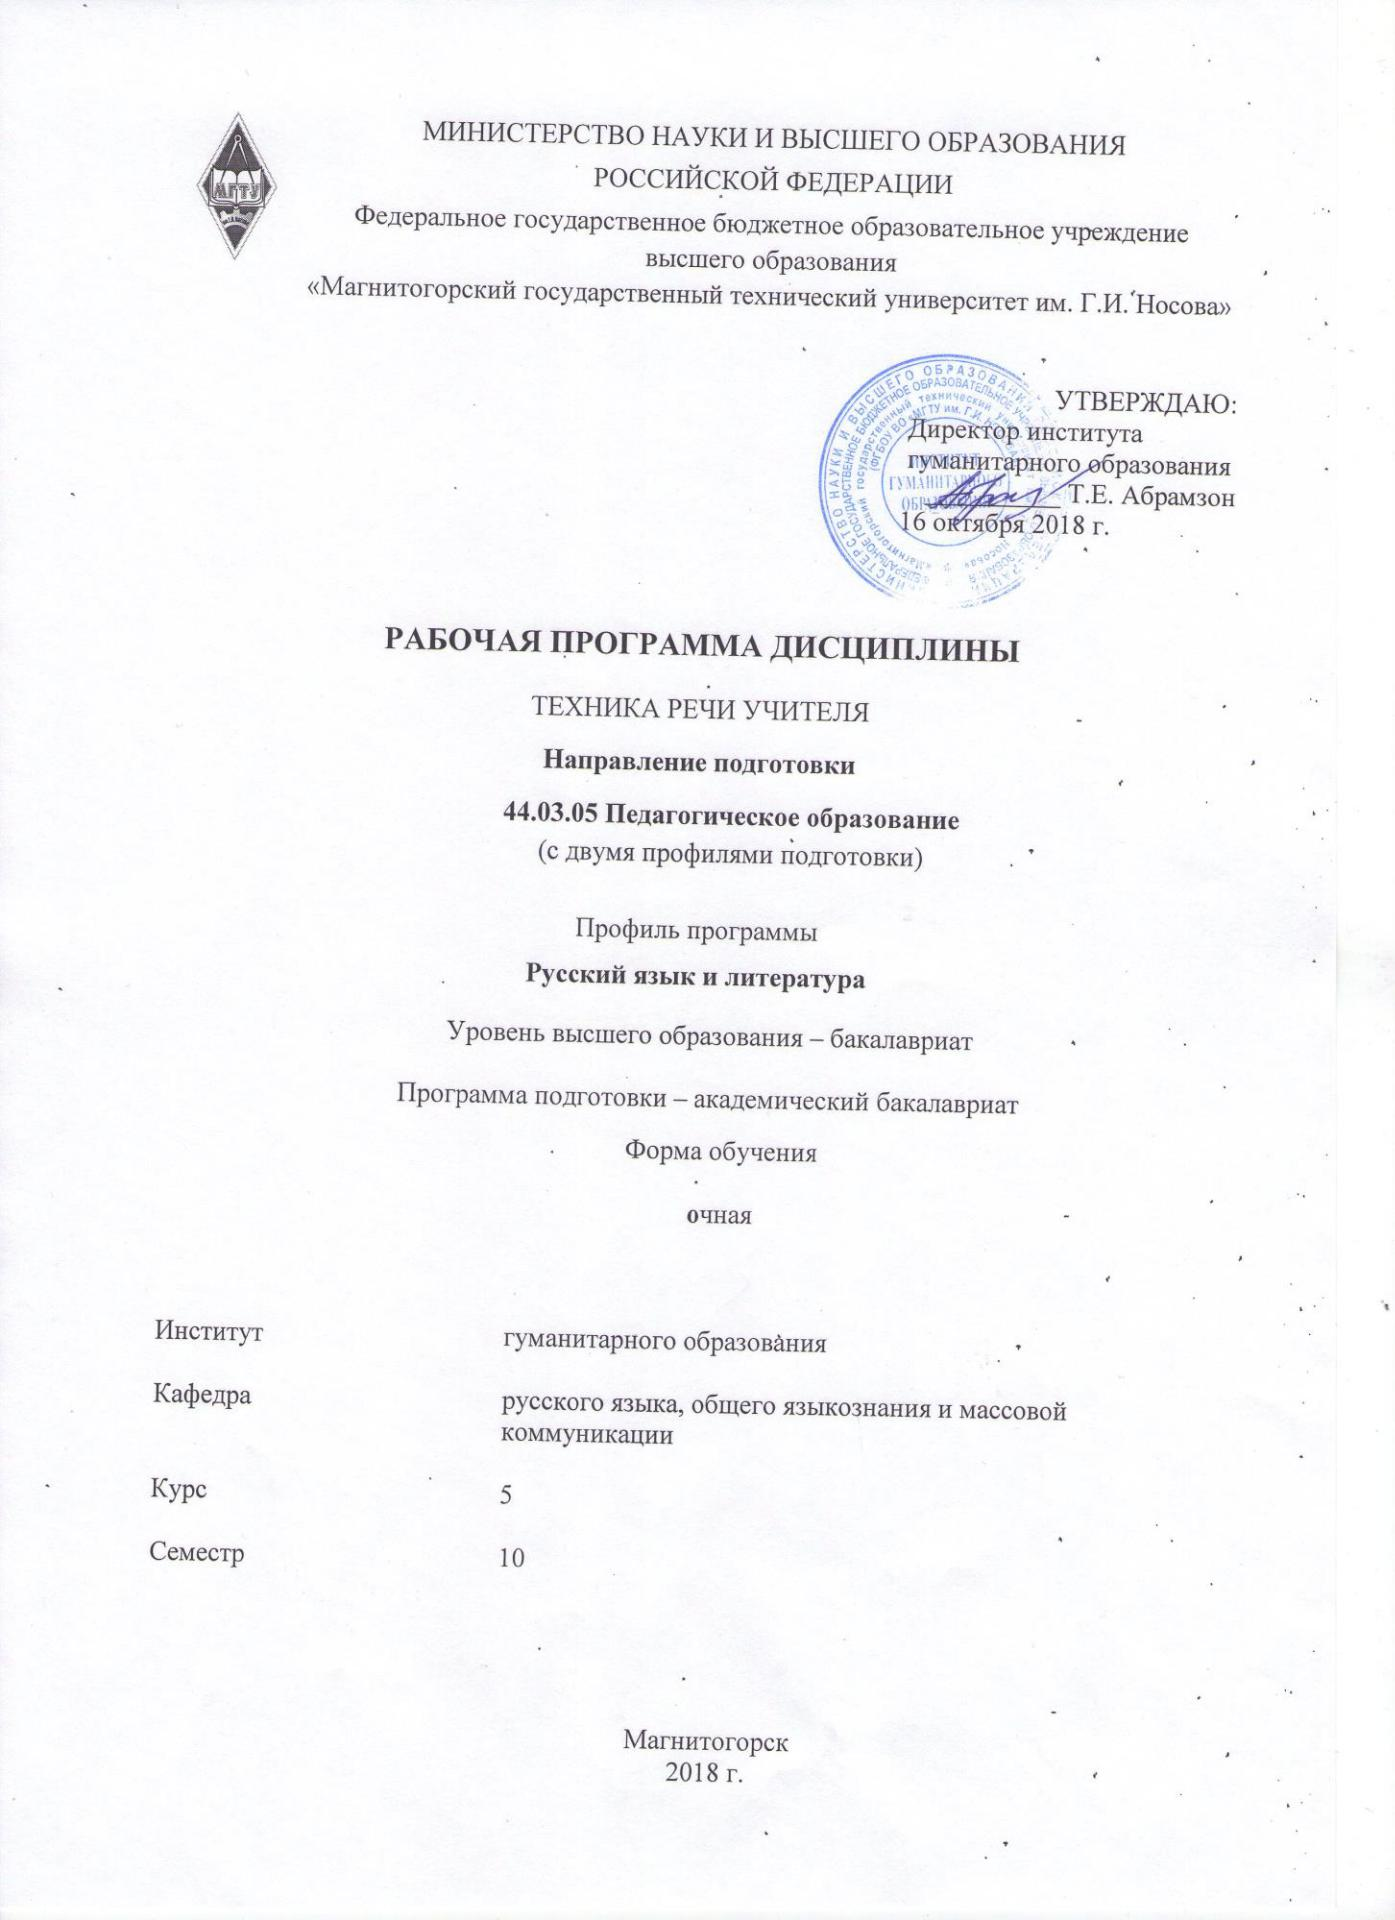 МИНИСТЕРСТВО НАУКИ И ВЫСШЕГО ОБРАЗОВАНИЯ
РОССИЙСКОЙ ФЕДЕРАЦИИ
Федеральное государственное бюджетное образовательное учреждение
высшего образования
«Магнитогорский государственный технический университет им. Г.И. Носова»
МГТУ
УТВЕРЖДАЮ:
Директор института
гуманитарного образования
Т.Е. Абрамзон
16 октября 2018 г.
ИНСТИТУТ
ГУМАНИТАРНОГО
РАБОЧАЯ ПРОГРАММА ДИСЦИПЛИНЫ
ТЕХНИКА РЕЧИ УЧИТЕЛЯ
Направление подготовки
44.03.05 Педагогическое образование
(с двумя профилями подготовки)
Профиль программы
Русский язык и литература
Уровень высшего образования – бакалавриат
Программа подготовки – академический бакалавриат
Форма обучения
очная
Институт гуманитарного образования
Кафедра русского языка, общего языкознания и массовой
коммуникации
Курс 5
Семестр 10
Магнитогорск
2018 г.